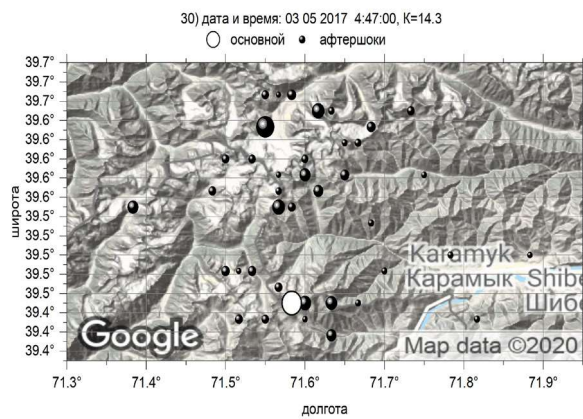 30) дата и время: 03 05 2017 4:47:00, К=14.3
основной афтершоки
39.7°
39.7°
39.6°
39.6°
39.6°
39.5°
39.5°
39.5°
39.5°
39.4°
39.4°
39.4°
широта
Karamyk
Карамык Shibe
Шиб
Google
Map data ©2020
71.3° 71.4° 71.5° 71.6° 71.7° 71.8° 71.9°
долгота